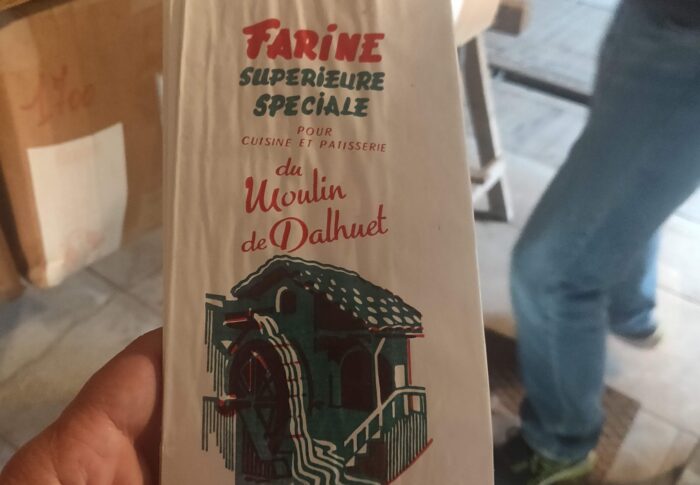 FARINE
SUPERIEURE
SPECIALE
POUR
CUISINE ET PATISSERIE
du
Moulin
de Dalhuet